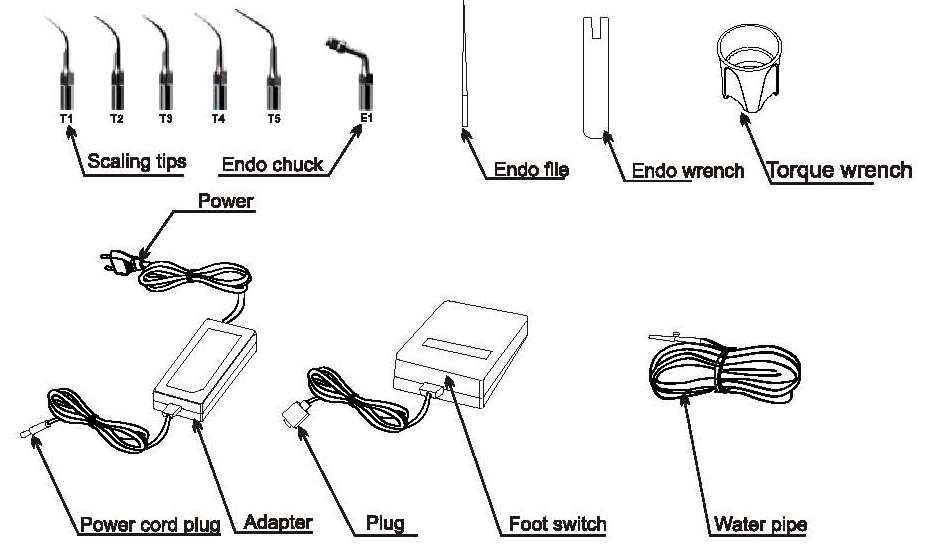 T1 T2 T3 T4 T5 E1
Scaling tips
Endo chuck
Endo file
Endo wrench
Torque wrench
Power
Power cord plug
Adapter
Plug
Foot switch
Water pipe